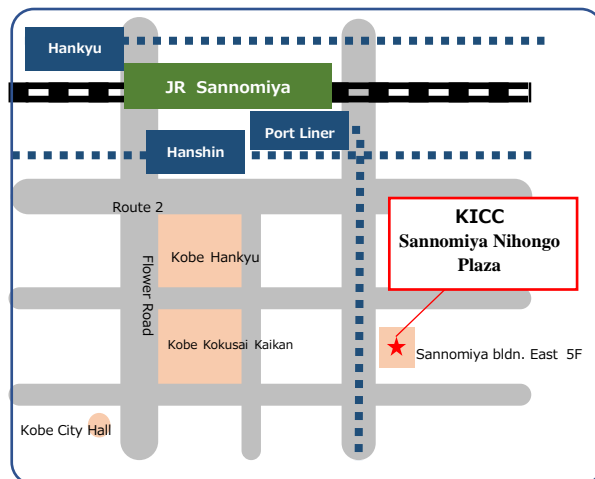 Hankyu
JR Sannomiya
Port Liner
Hanshin
Route 2
KICC
Sannomiya Nihongo
Plaza
Kobe Hankyu
Flower Road
Kobe Kokusai Kaikan
Sannomiya bldn. East 5F
Kobe City Hall